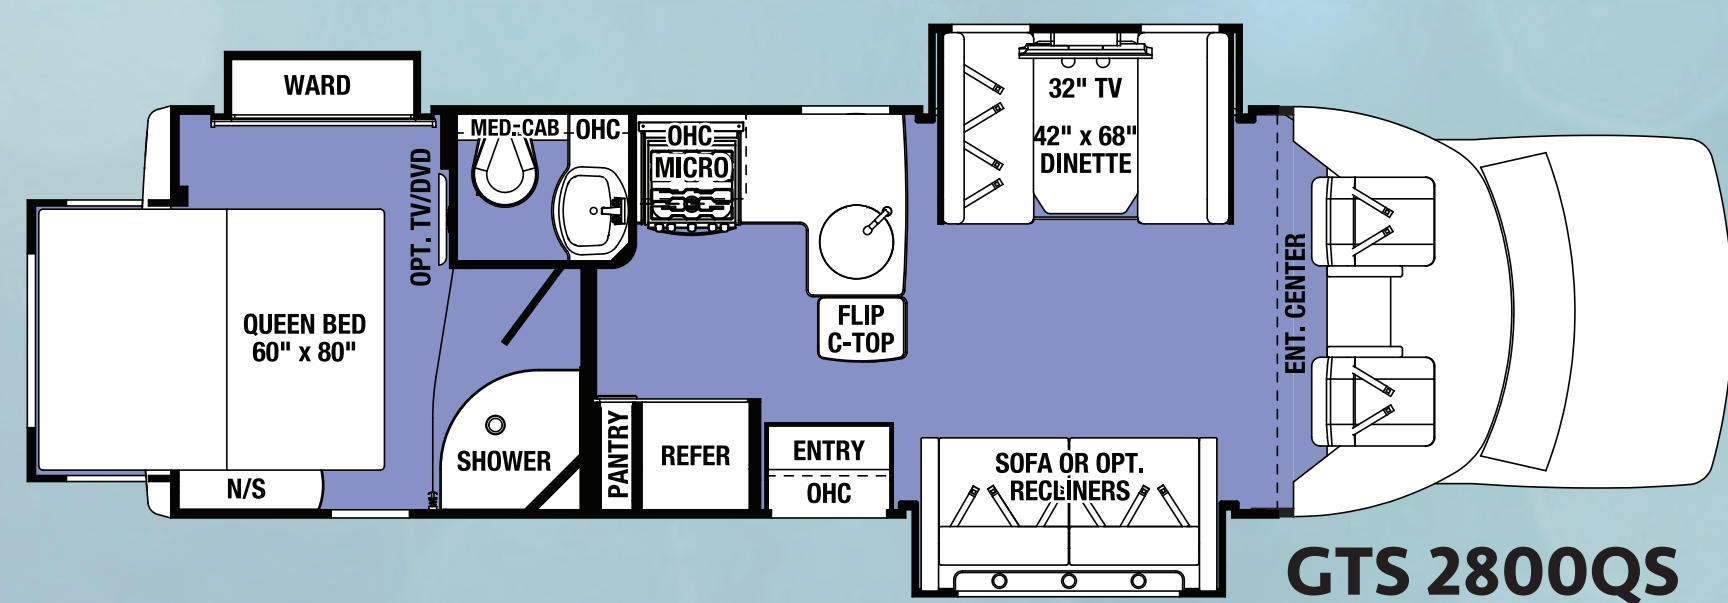 WARD
MED-CAB
OHC
OPT. TV/DVD
QUEEN BED
60" x 80"
N/S
SHOWER
OHC
MICRO
FLIP
C-TOP
PANTRY
REFER
ENTRY
OHC
32" TV
42" x 68"
DINETTE
SOFA OR OPT.
RECLINERS
ENT. CENTER
GTS 2800QS